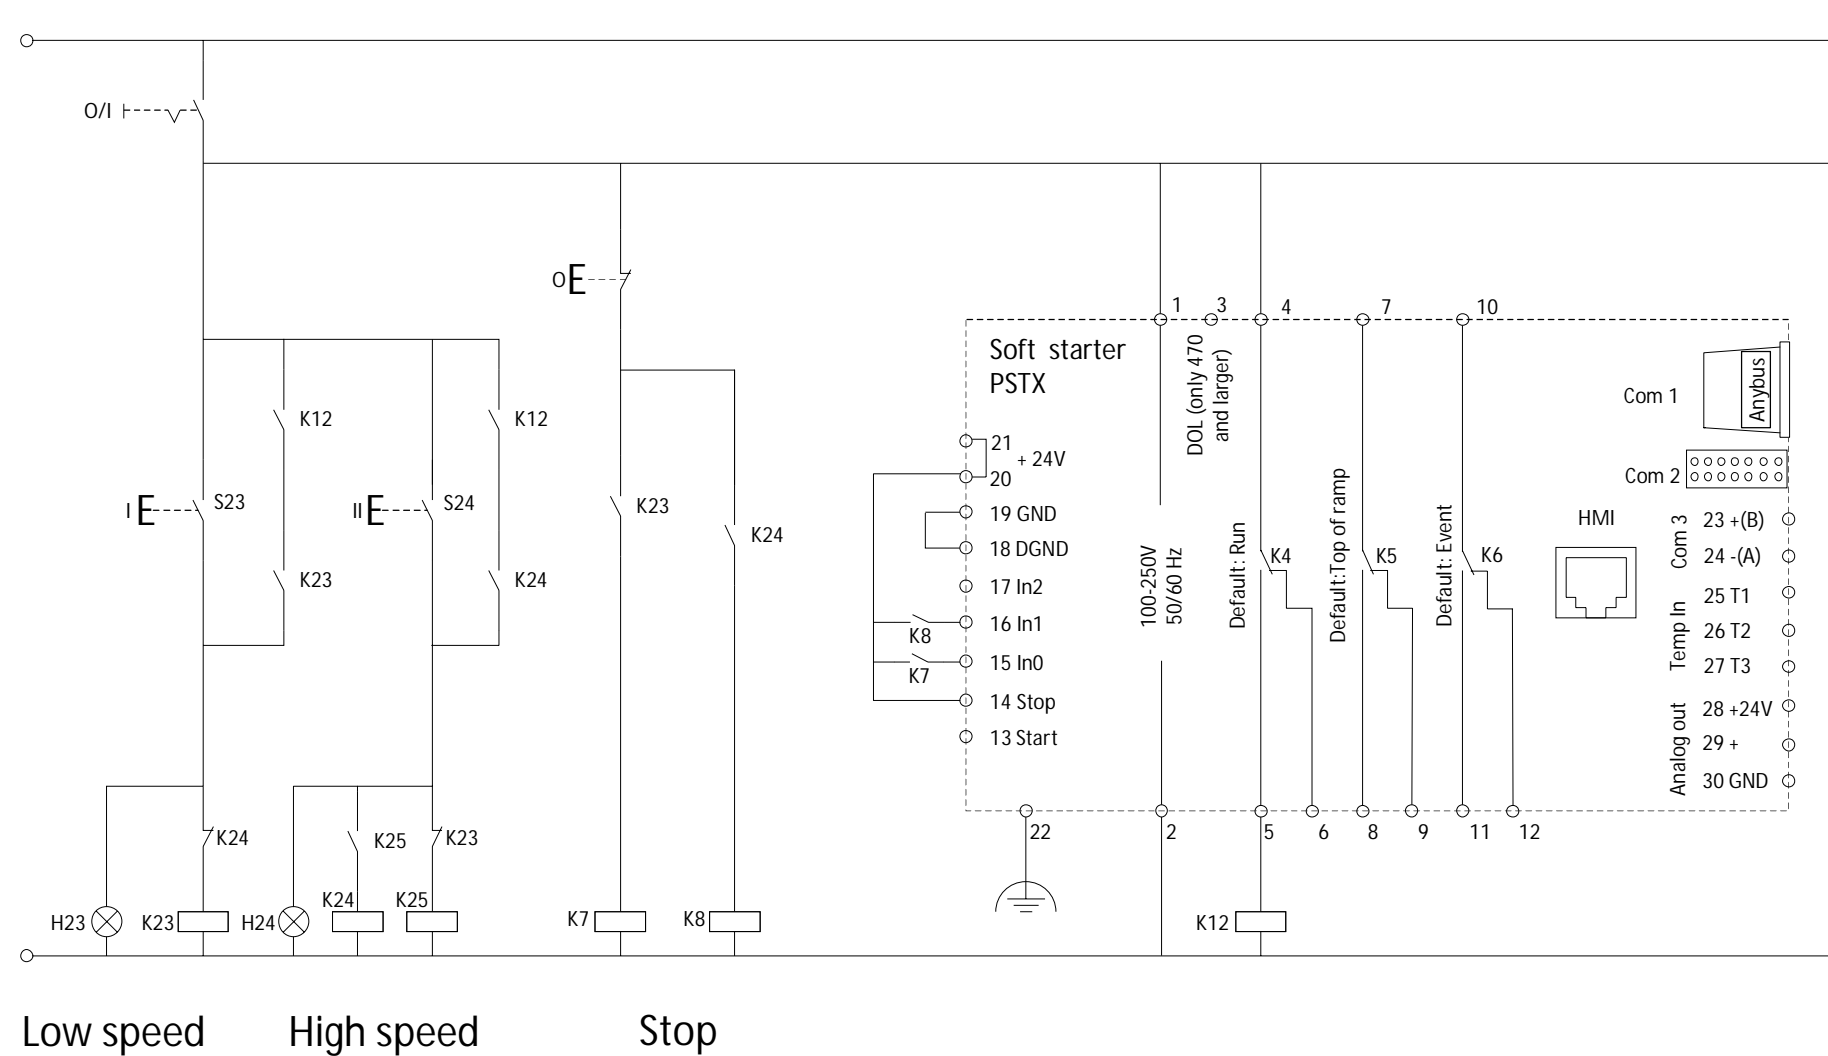 O/I
O E
1
3
4
7
10
Soft starter
PSTX
DOL (only 470
and larger)
Com 1
Anybus
K12
K12
21
+ 24V
20
Com 2
I E
S23
II E
S24
K23
K24
19 GND
18 DGND
17 In2
16 In1
15 In0
14 Stop
13 Start
K8
K7
100-250V
50/60 Hz
Default: Run
K4
Default:Top of ramp
K5
Default: Event
K6
HMI
Com 3
23 +(B)
24 -(A)
Temp In
25 T1
26 T2
27 T3
Analog out
28 +24V
29 +
30 GND
K23
K24
K24
K25
K23
22
2
5
6
8
9
11
12
H23
K23
H24
K24
K25
K7
K8
K12
Low speed
High speed
Stop